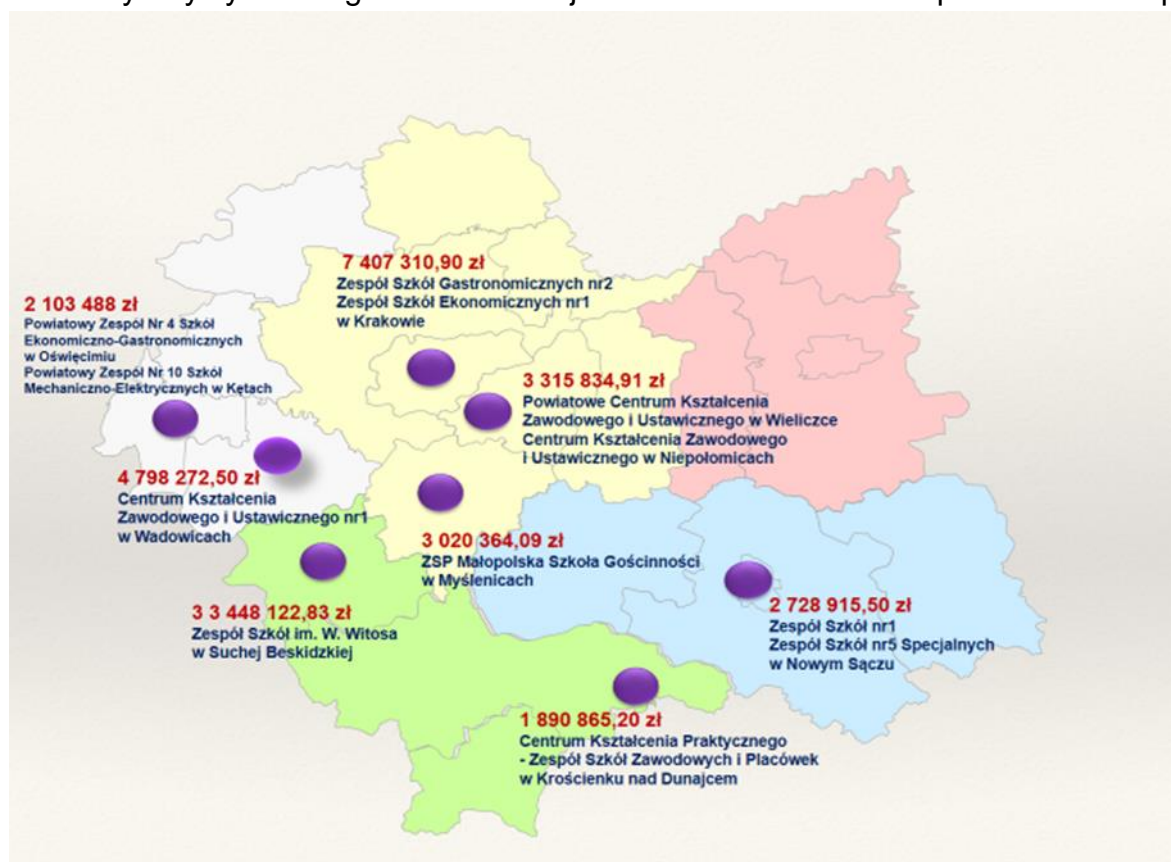 7 407 310,90 zł
Zespół Szkół Gastronomicznych nr2
Zespół Szkół Ekonomicznych nr1
w Krakowie
2 103 488 zł
Powiatowy Zespół Nr 4 Szkół
Ekonomiczno-Gastronomicznych
w Oświęcimiu
Powiatowy Zespół Nr 10 Szkół
Mechaniczno-Elektrycznych w Kętach
3 315 834,91 zł
Powiatowe Centrum Kształcenia
Zawodowego i Ustawicznego w Wieliczce
Centrum Kształcenia Zawodowego
i Ustawicznego w Niepołomicach
4 798 272,50 zł
Centrum Kształcenia
Zawodowego i Ustawicznego nr1
w Wadowicach
3 020 364,09 zł
ZSP Małopolska Szkoła Gościnności
w Myślenicach
3 3 448 122,83 zł
Zespół Szkół im. W. Witosa
w Suchej Beskidzkiej
2 728 915,50 zł
Zespół Szkół nr1
Zespół Szkół nr5 Specjalnych
w Nowym Sączu
1 890 865,20 zł
Centrum Kształcenia Praktycznego
- Zespół Szkół Zawodowych i Placówek
w Krościenku nad Dunajcem